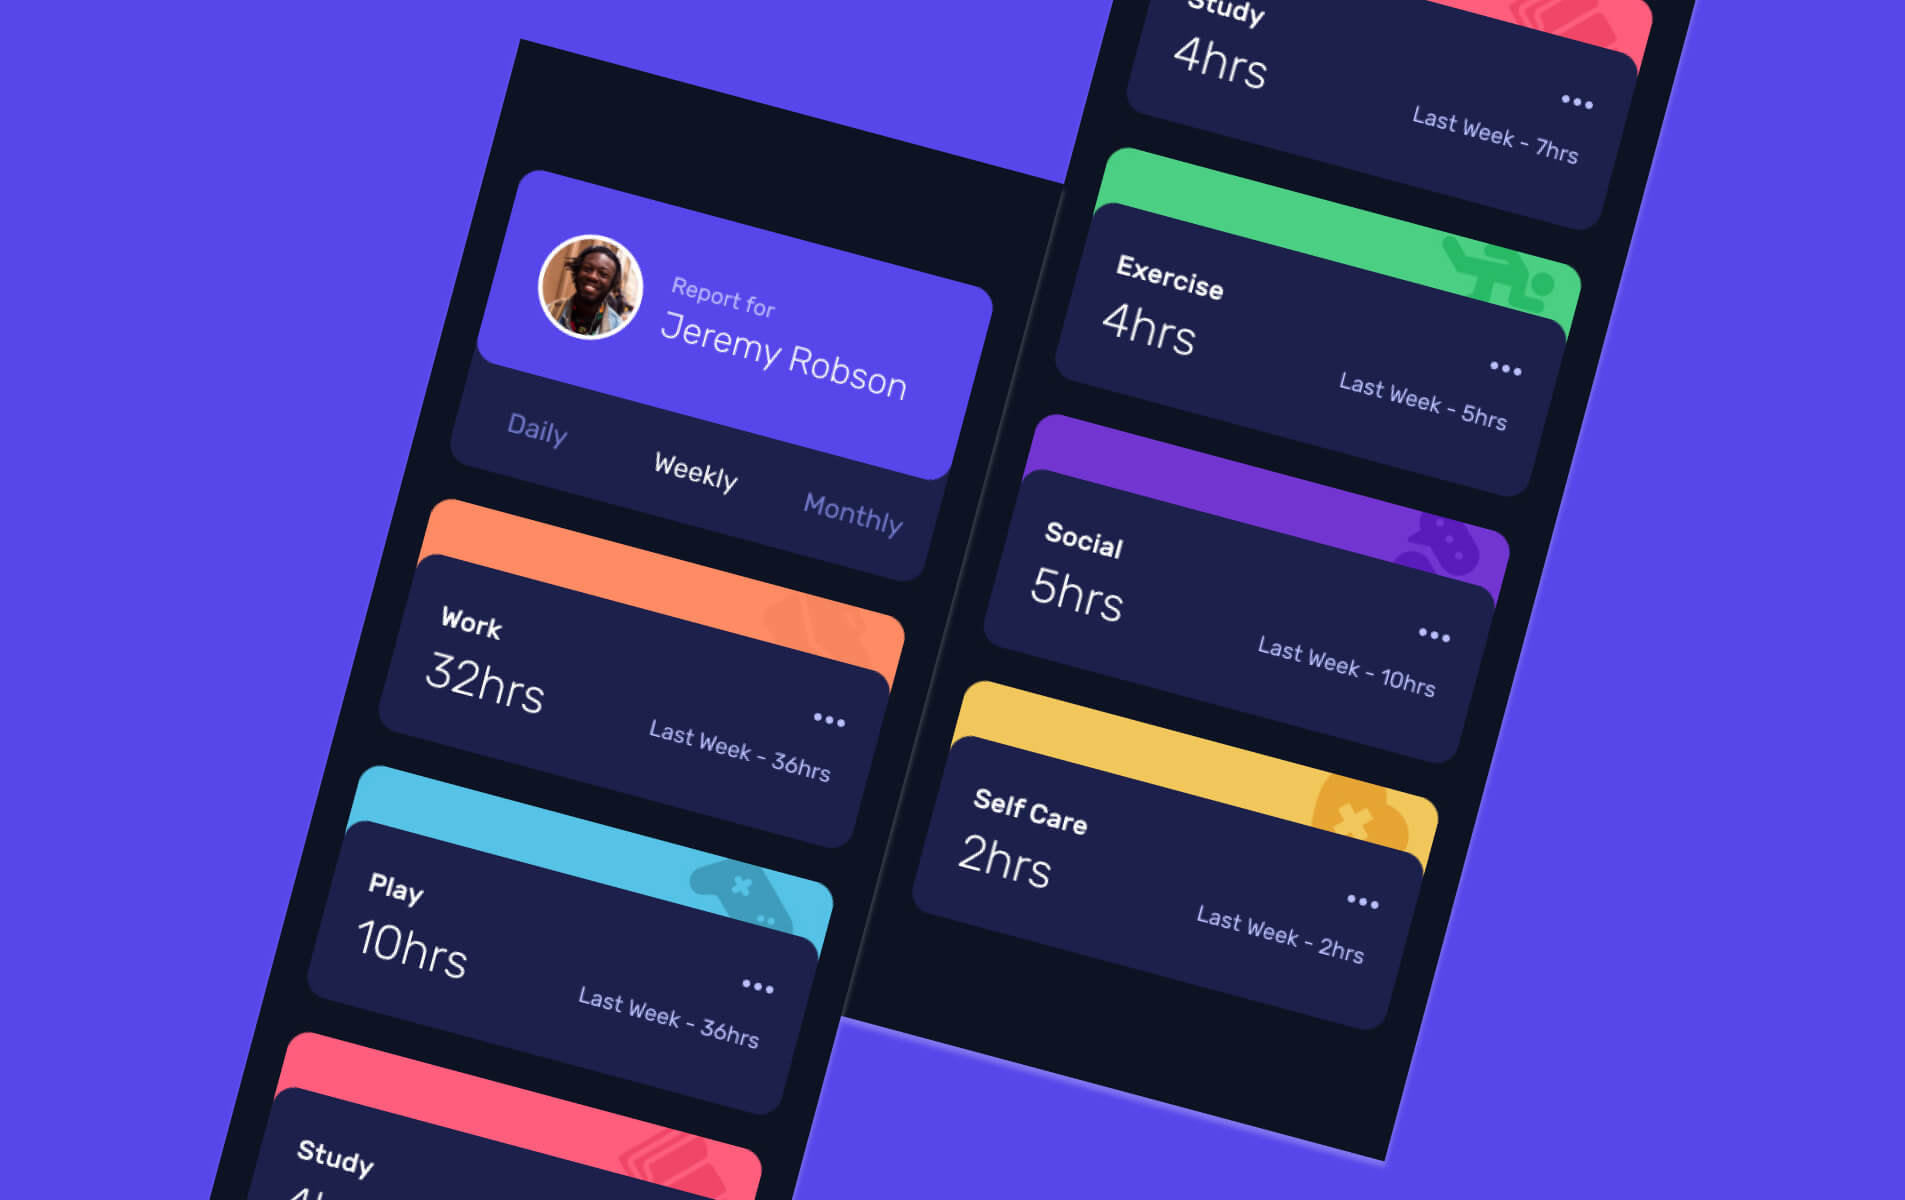 Report for
Jeremy Robson
Daily
Weekly
Monthly
Work
32hrs
Last Week - 36hrs
Play
10hrs
Last Week - 36hrs
Study
Study
4hrs
Last Week - 7hrs
Exercise
4hrs
Last Week - 5hrs
Social
5hrs
Last Week - 10hrs
Self Care
2hrs
Last Week - 2hrs